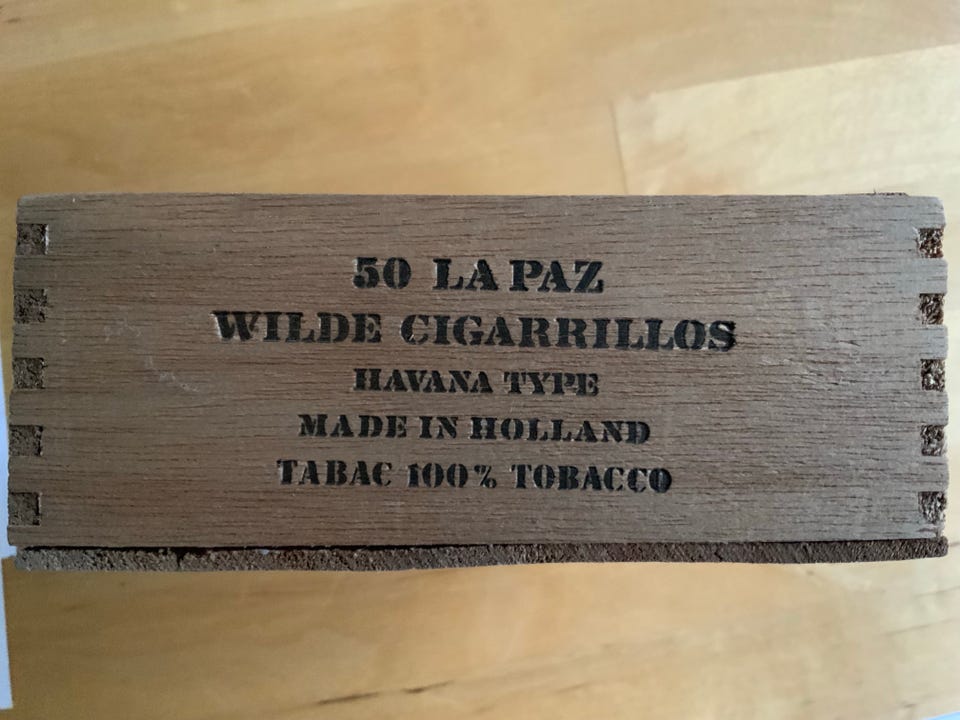 50 LA PAZ
WILDE CIGARRILLOS
HAVANA TYPE
MADE IN HOLLAND
TABAC 100% TOBACCO